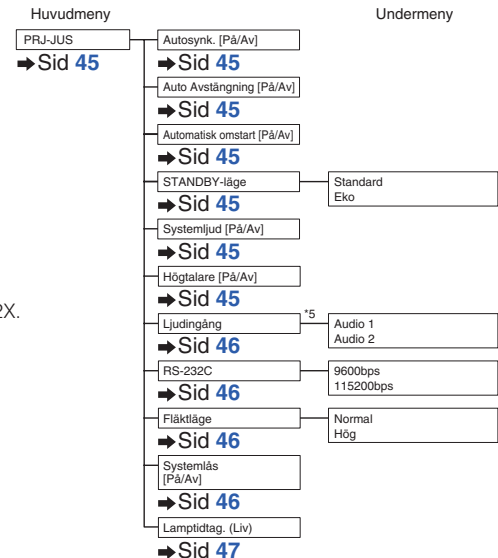 Huvudmeny
Undermeny
PRJ-JUS
➡Sid 45
Autosynk. [På/Av]
➡Sid 45
Auto Avstängning [På/Av]
➡Sid 45
Automatisk omstart [På/Av]
➡Sid 45
STANDBY-läge
➡Sid 45
Standard
Eko
Systemljud [På/Av]
➡Sid 45
Högtalare [På/Av]
➡Sid 45
2X.
Ljudingång
➡Sid 46
*5
Audio 1
Audio 2
RS-232C
➡Sid 46
9600bps
115200bps
Fläktläge
➡Sid 46
Normal
Hög
Systemlås
[På/Av]
➡Sid 46
Lamptidtag. (Liv)
➡Sid 47